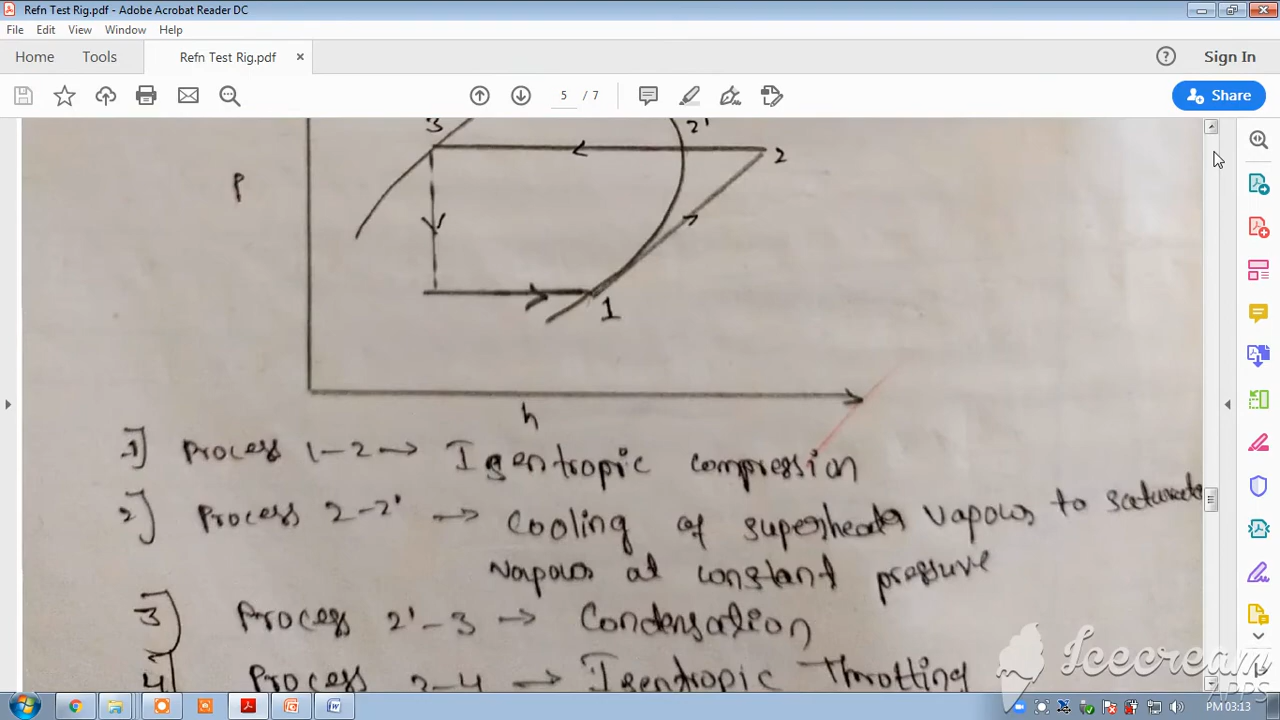 Refn Test Rig.pdf - Adobe Acrobat Reader DC
File Edit View Window Help
Home Tools Refn Test Rig.pdf × Sign In
5 / 7 Share
3 2'
2
P
1
h
1] Process 1-2 → Isentropic compression
2] Process 2-2' → Cooling of superheated vapour to saturated
vapour at constant pressure
3] Process 2'-3 → Condensation
4] Process 3-4 → Isentropic Throttling
Icecream
APPS
PM 03:13